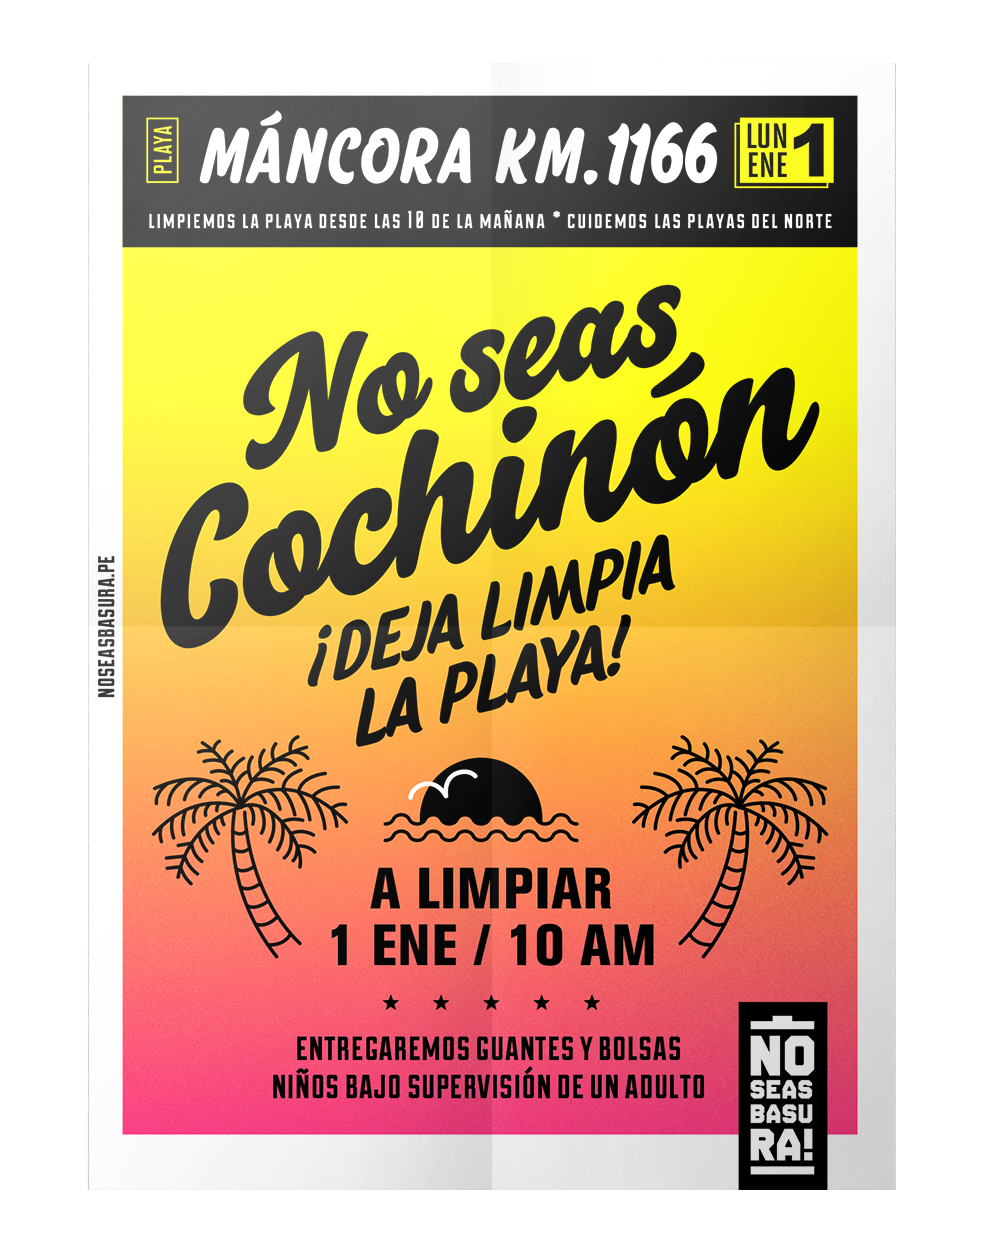 PLAYA
MÁNCORA KM.1166
LUN
ENE
1
LIMPIEMOS LA PLAYA DESDE LAS 10 DE LA MAÑANA * CUIDEMOS LAS PLAYAS DEL NORTE
No seas
Cochinón
¡DEJA LIMPIA
LA PLAYA!
NOSEASBASURA.PE
A LIMPIAR
1 ENE / 10 AM
ENTREGAREMOS GUANTES Y BOLSAS
NIÑOS BAJO SUPERVISIÓN DE UN ADULTO
NO
SEAS
BASU
RA!